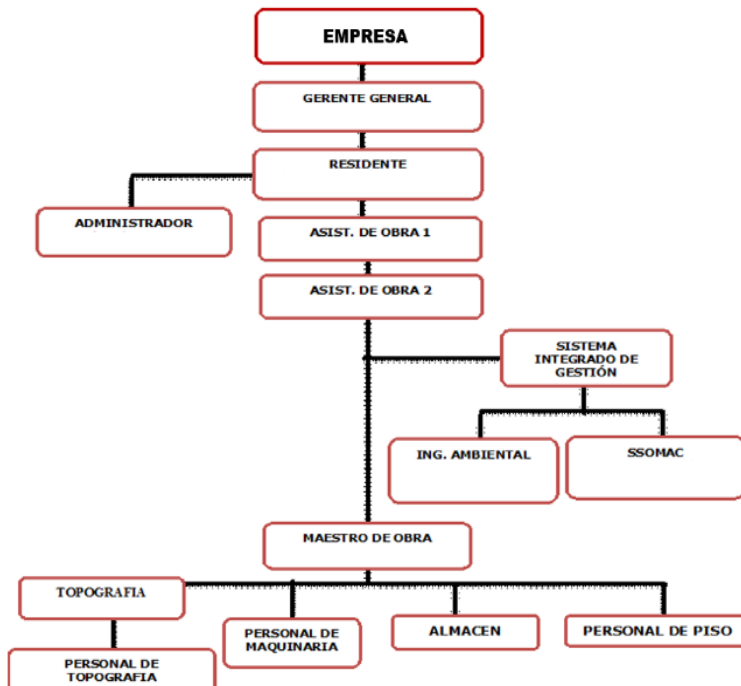 EMPRESA
GERENTE GENERAL
RESIDENTE
ADMINISTRADOR
ASIST. DE OBRA 1
ASIST. DE OBRA 2
SISTEMA
INTEGRADO DE
GESTIÓN
ING. AMBIENTAL
SSOMAC
MAESTRO DE OBRA
TOPOGRAFIA
PERSONAL DE
MAQUINARIA
ALMACEN
PERSONAL DE PISO
PERSONAL DE
TOPOGRAFIA